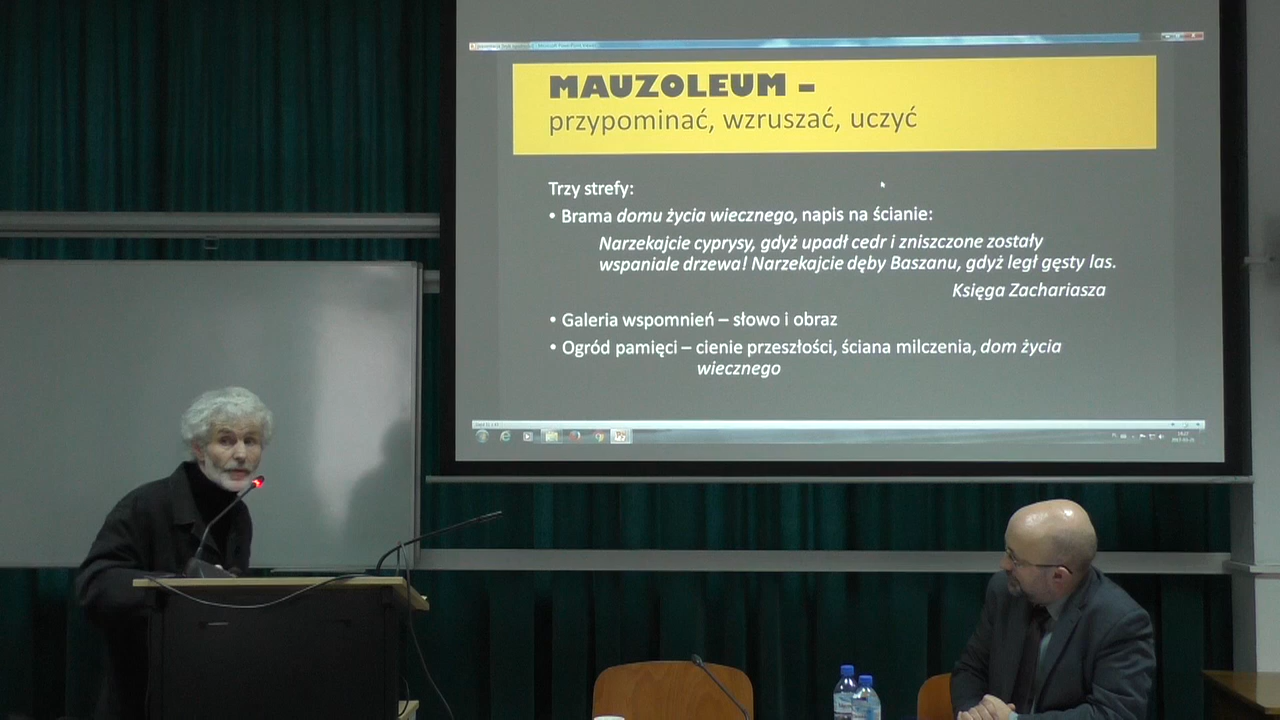 MAUZOLEUM –
przypominać, wzruszać, uczyć
Trzy strefy:
• Brama domu życia wiecznego, napis na ścianie:
Narzekajcie cyprysy, gdyż upadł cedr i zniszczone zostały
wspaniałe drzewa! Narzekajcie dęby Baszanu, gdyż legł gęsty las.
Księga Zachariasza
• Galeria wspomnień – słowo i obraz
• Ogród pamięci – cienie przeszłości, ściana milczenia, dom życia
wiecznego